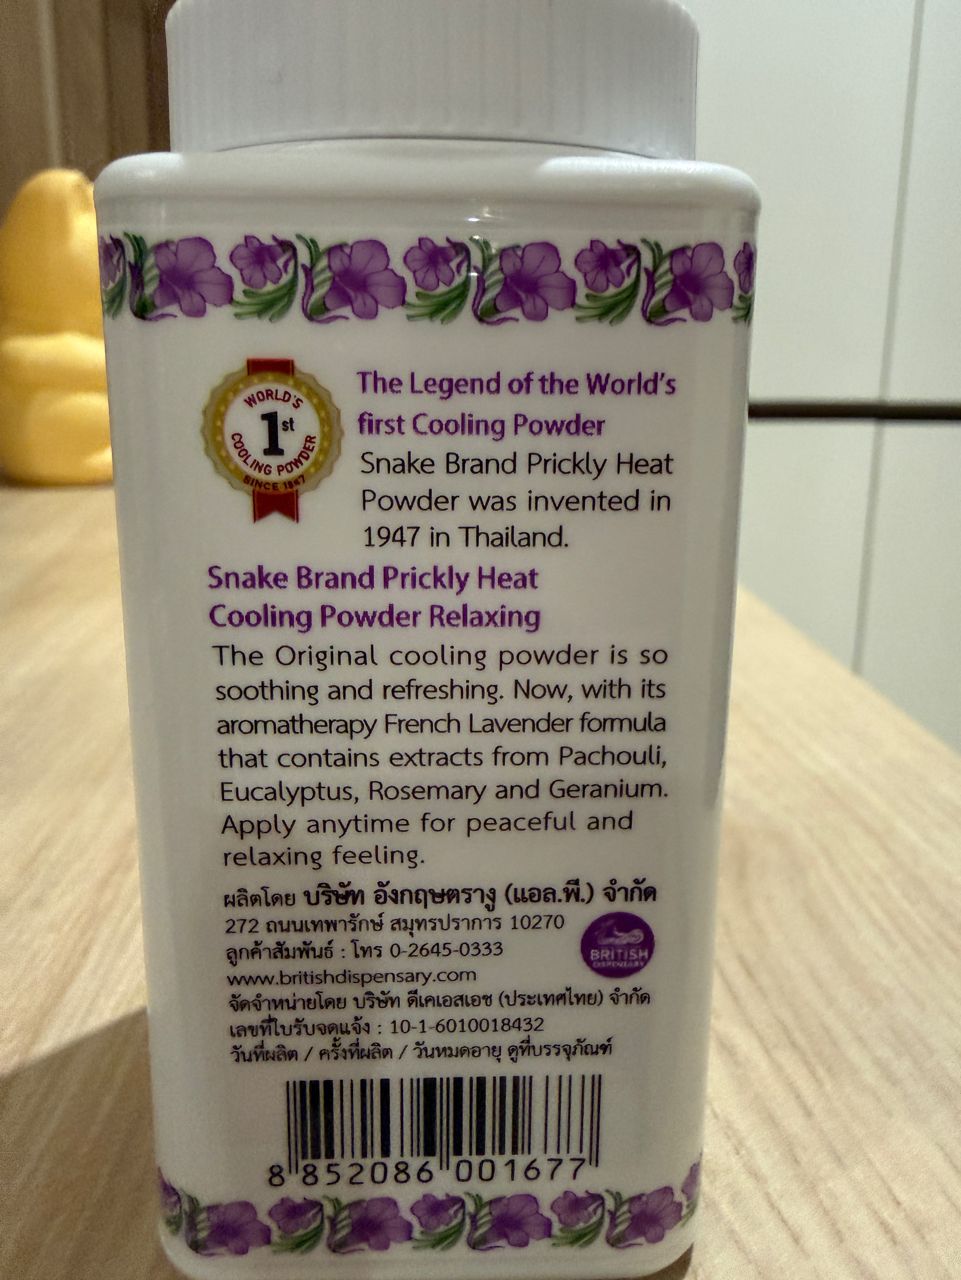 WORLD'S
1st
COOLING POWDER
SINCE 1947
The Legend of the World's
first Cooling Powder
Snake Brand Prickly Heat
Powder was invented in
1947 in Thailand.
Snake Brand Prickly Heat
Cooling Powder Relaxing
The Original cooling powder is so
soothing and refreshing. Now, with its
aromatherapy French Lavender formula
that contains extracts from Pachouli,
Eucalyptus, Rosemary and Geranium.
Apply anytime for peaceful and
relaxing feeling.
ผลิตโดย บริษัท อังกฤษตรางู (แอล.พี.) จำกัด
272 ถนนเทพารักษ์ สมุทรปราการ 10270
ลูกค้าสัมพันธ์ : โทร 0-2645-0333
www.britishdispensary.com
BRITISH
DISPENSARY
จัดจำหน่ายโดย บริษัท ดีเคเอสเอช (ประเทศไทย) จำกัด
เลขที่ใบรับจดแจ้ง : 10-1-6010018432
วันที่ผลิต / ครั้งที่ผลิต / วันหมดอายุ ดูที่บรรจุภัณฑ์
8 852086 001677